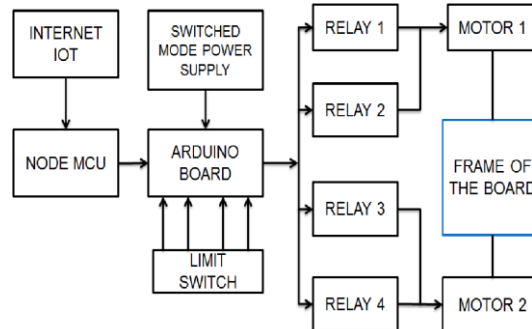 INTERNET
IOT
SWITCHED
MODE POWER
SUPPLY
RELAY 1
MOTOR 1
RELAY 2
NODE MCU
ARDUINO
BOARD
FRAME OF
THE BOARD
RELAY 3
LIMIT
SWITCH
RELAY 4
MOTOR 2